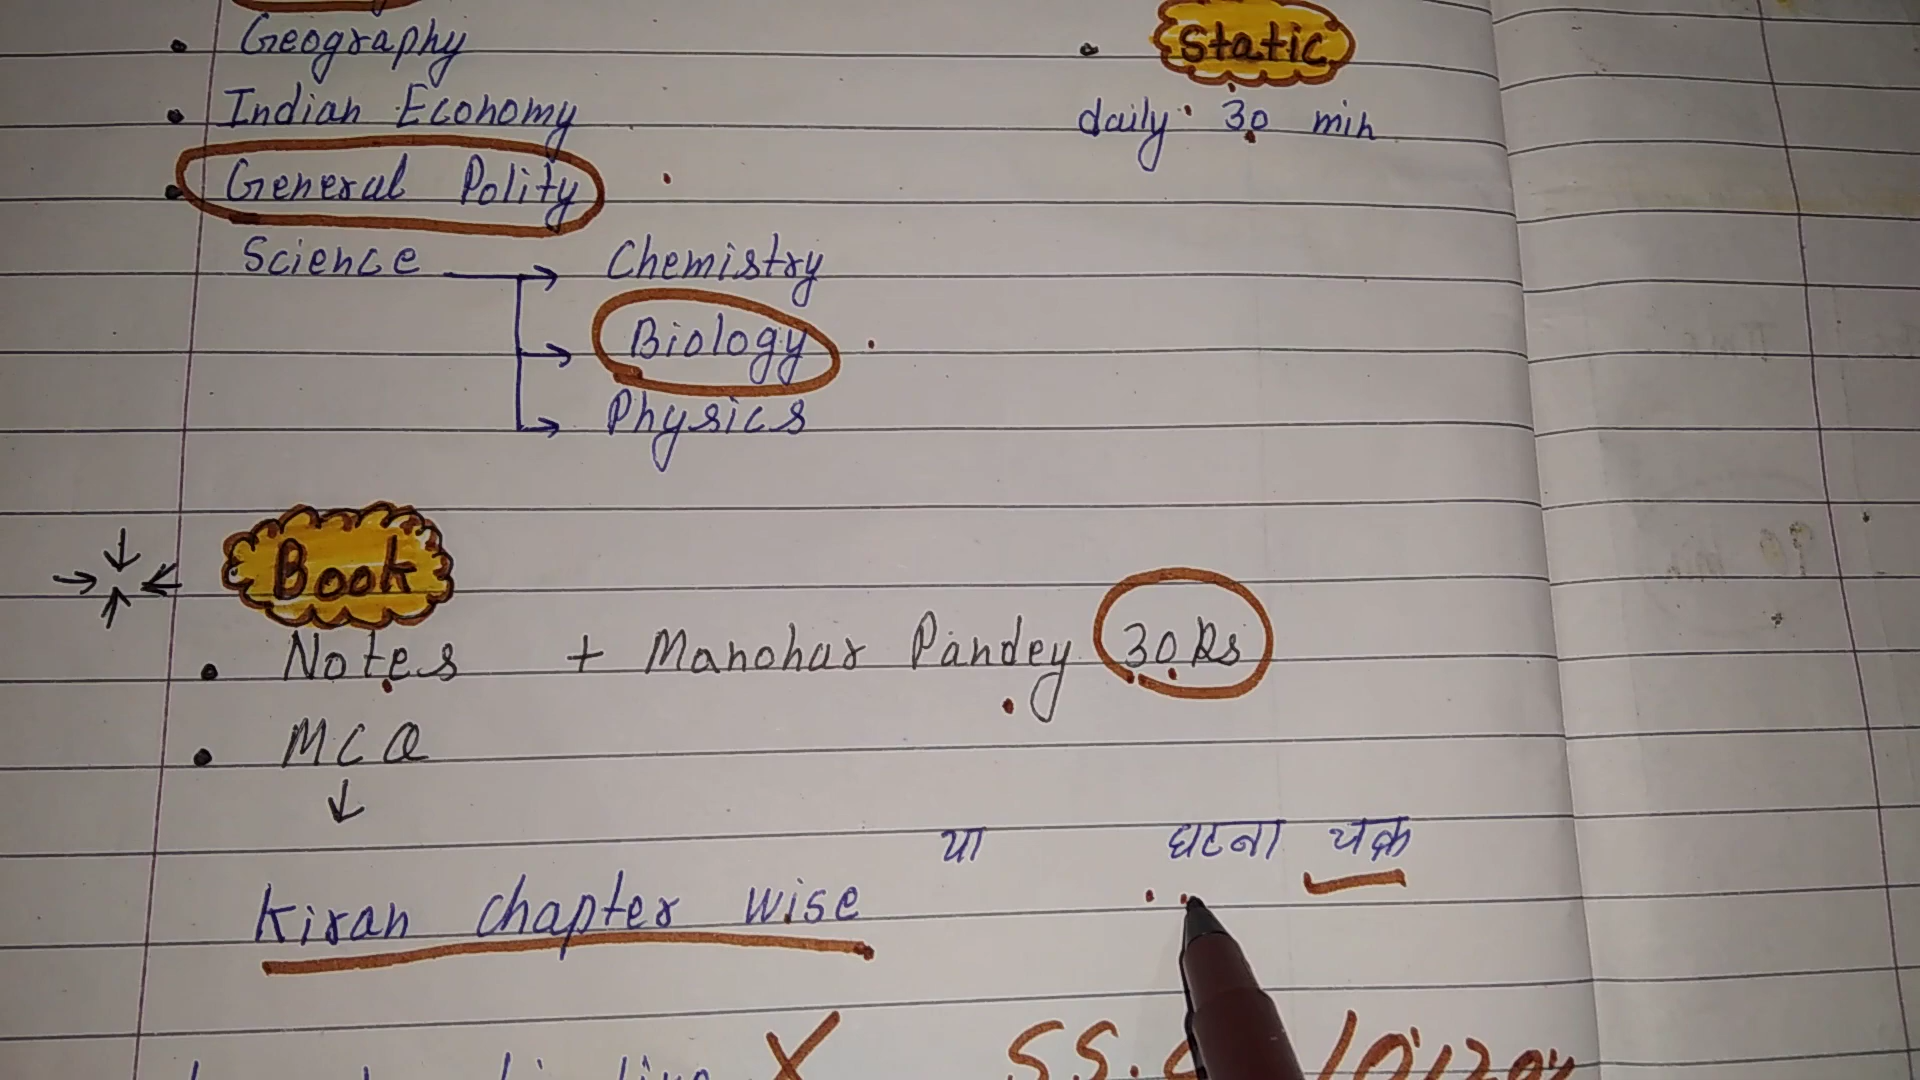 Geography
Static
Indian Economy
daily 30 min
General Polity
Science → Chemistry
→ Biology
→ Physics
Book
Notes + Manohar Pandey 30 Rs
MCQ
↓
या घटना चक्र
Kiran chapter wise
X S.S.